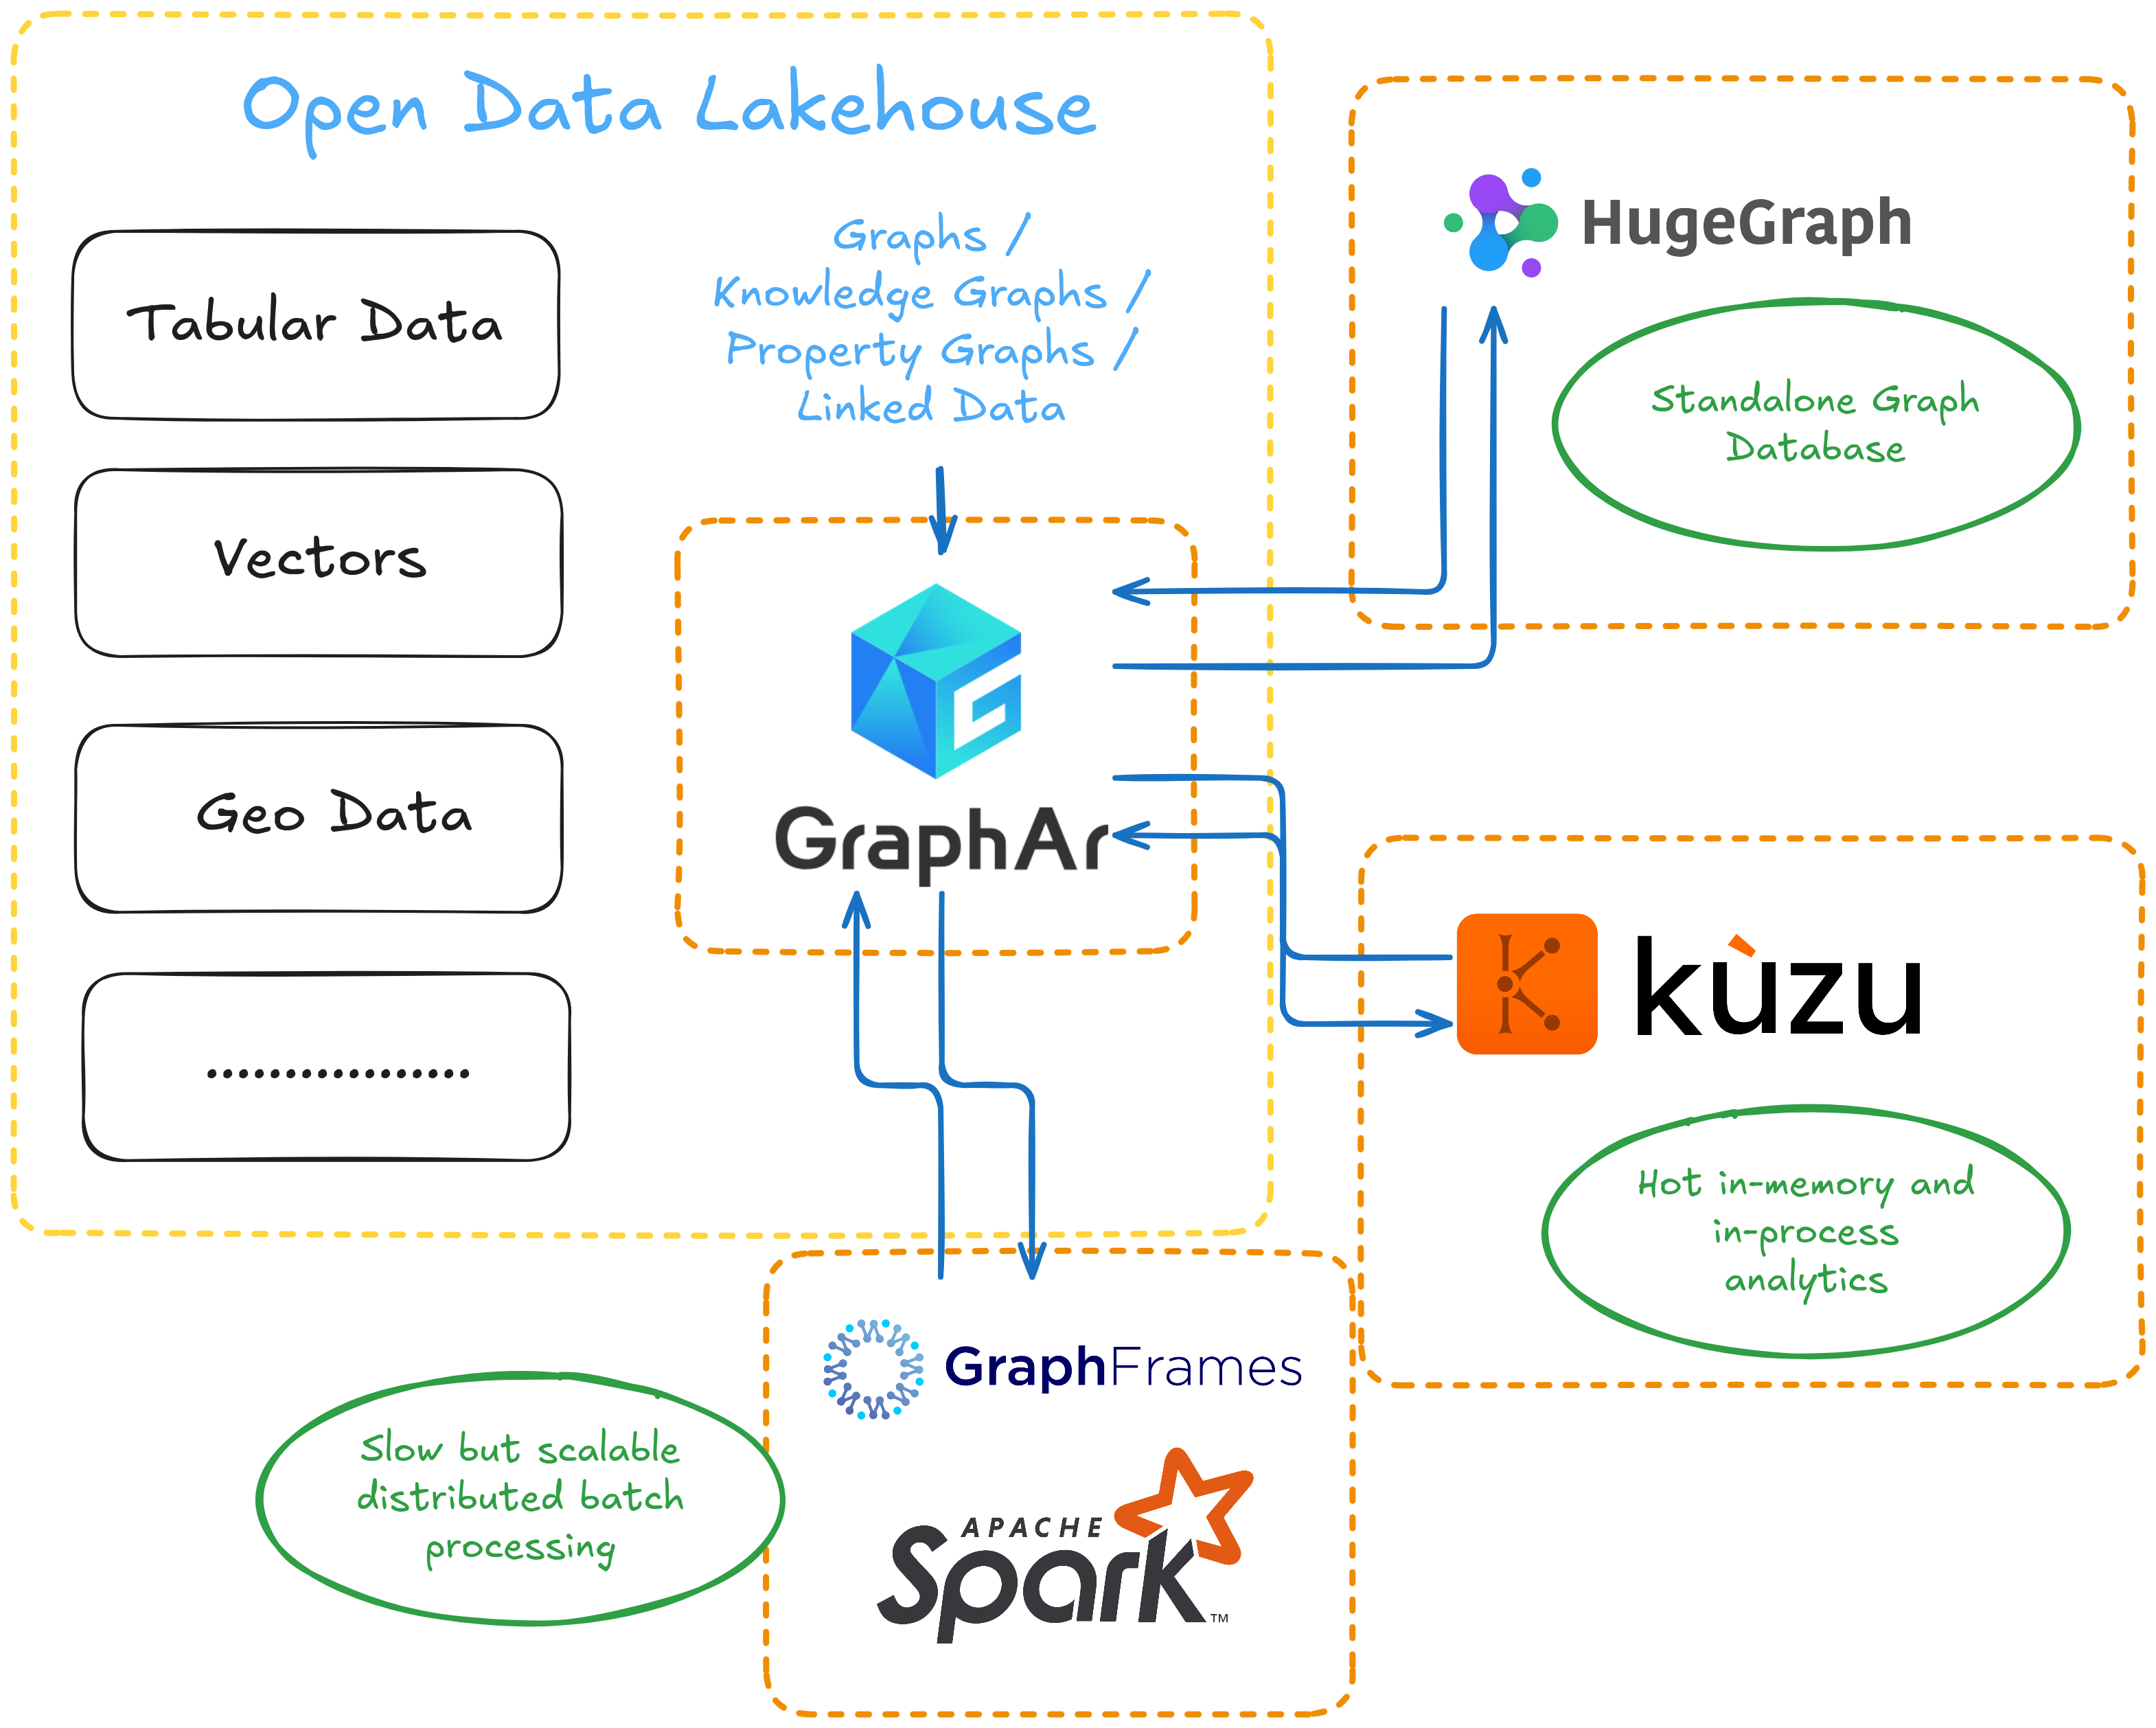 Open Data Lakehouse
Tabular Data
Vectors
Geo Data
.................
Graphs /
Knowledge Graphs /
Property Graphs /
Linked Data
GraphAr
HugeGraph
Standalone Graph
Database
kùzu
Hot in-memory and
in-process
analytics
GraphFrames
APACHE
Spark™
Slow but scalable
distributed batch
processing